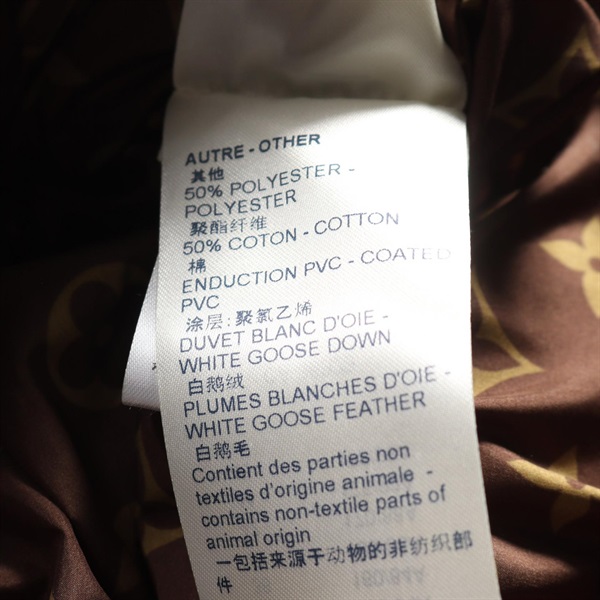 AUTRE - OTHER
其他
50% POLYESTER -
POLYESTER
聚酯纤维
50% COTON - COTTON
棉
ENDUCTION PVC - COATED
PVC
涂层:聚氯乙烯
DUVET BLANC D'OIE -
WHITE GOOSE DOWN
白鹅绒
PLUMES BLANCHES D'OIE -
WHITE GOOSE FEATHER
白鹅毛
Contient des parties non
textiles d'origine animale -
contains non-textile parts of
animal origin
一包括来源于动物的非纺织部
件